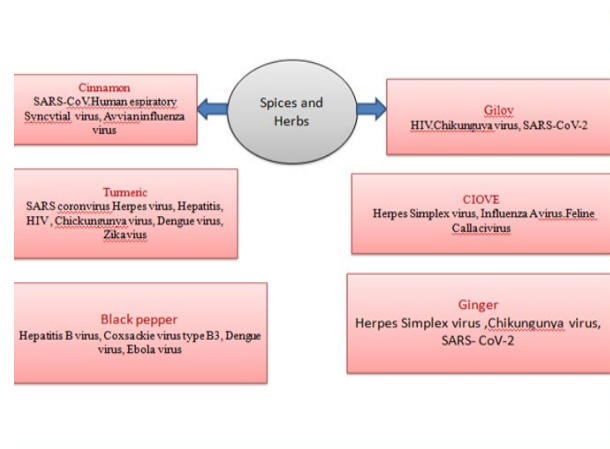 Cinnamon
SARS-CoV.Human espiratory
Syncytial virus, Avvianinfluenza
virus
Spices and
Herbs
Giloy
HIV.Chikunguya virus, SARS-CoV-2
Turmeric
SARS coronvirus Herpes virus, Hepatitis,
HIV , Chickungunya virus, Dengue virus,
Zikavius
CIOVE
Herpes Simplex virus, Influenza A virus.Feline
Callacivirus
Black pepper
Hepatitis B virus, Coxsackie virus type B3, Dengue
virus, Ebola virus
Ginger
Herpes Simplex virus ,Chikungunya virus,
SARS- CoV-2